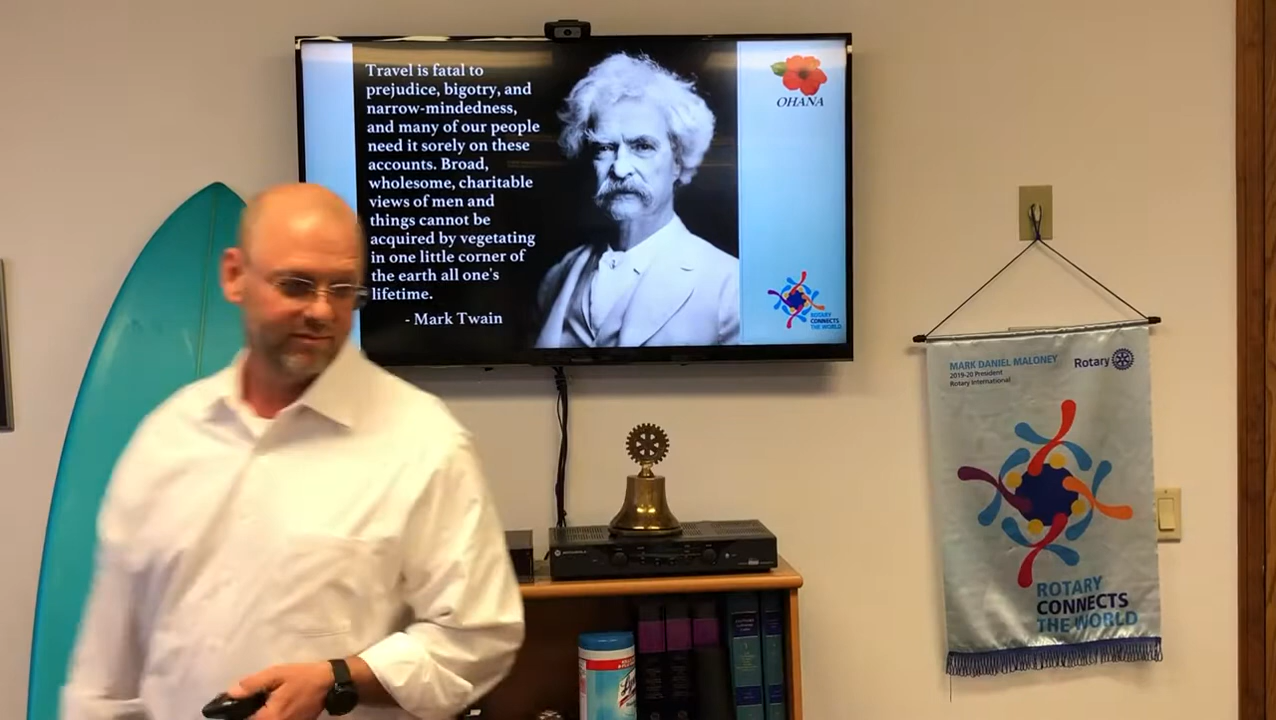 Travel is fatal to
prejudice, bigotry, and
narrow-mindedness,
and many of our people
need it sorely on these
accounts. Broad,
wholesome, charitable
views of men and
things cannot be
acquired by vegetating
in one little corner of
the earth all one's
lifetime.
- Mark Twain
OHANA
ROTARY
CONNECTS
THE WORLD
MARK DANIEL MALONEY
2019-20 President
Rotary International
Rotary
ROTARY
CONNECTS
THE WORLD
MOTOROLA
LYSOL